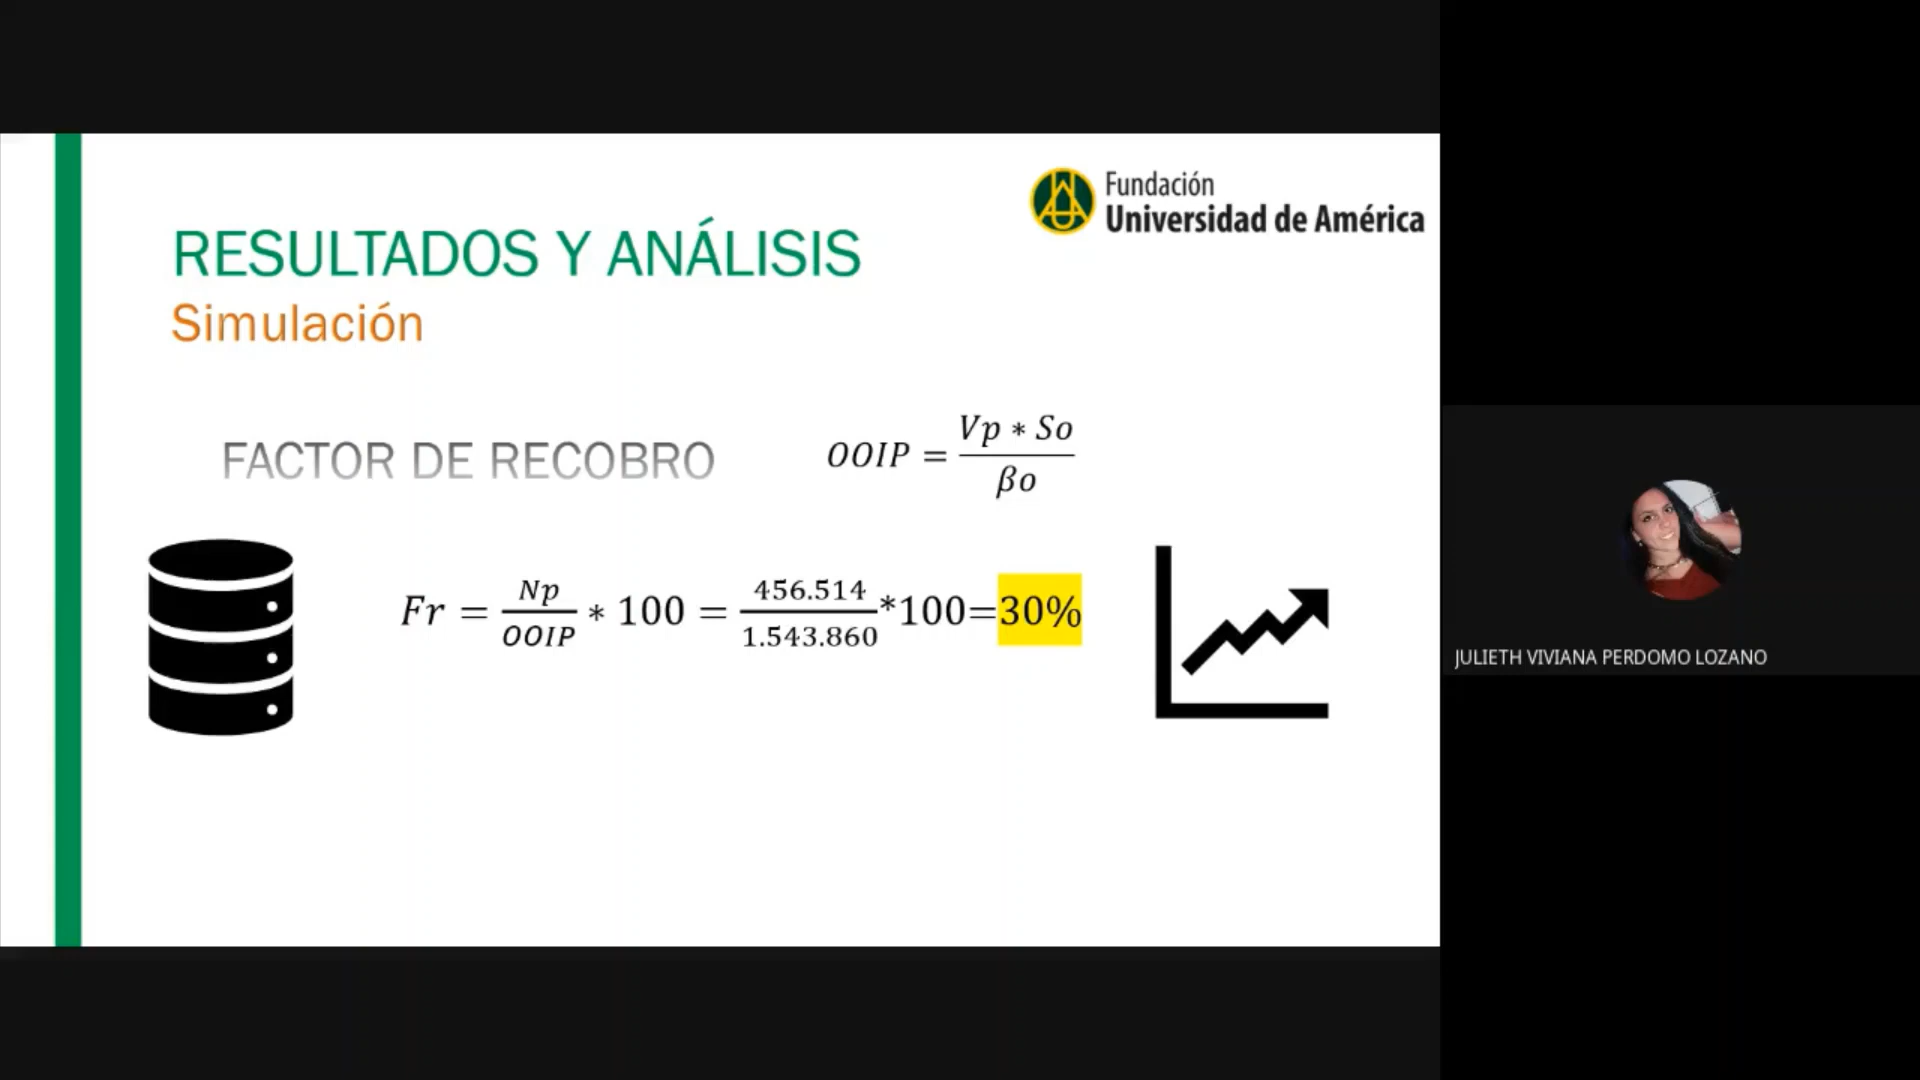 Fundación
Universidad de América
RESULTADOS Y ANÁLISIS
Simulación
FACTOR DE RECOBRO
OOIP = Vp * So / βo
Fr = Np / OOIP * 100 = 456.514 / 1.543.860 *100=30%
JULIETH VIVIANA PERDOMO LOZANO